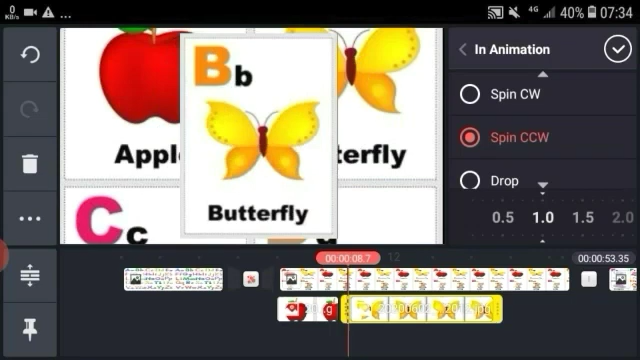 0 KB/s ... 4G 40% 07:34
In Animation
Spin CW
Spin CCW
Drop
0.5 1.0 1.5 2.0
Bb
Butterfly
Appl
terfly
Cc
00:00:08.7
12
00:00:53.35